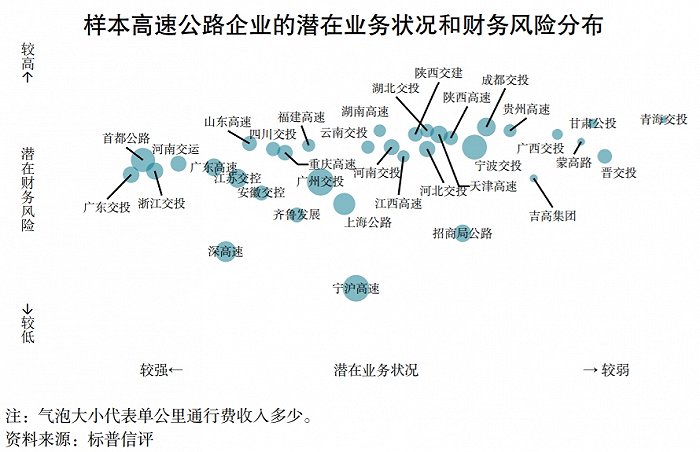 样本高速公路企业的潜在业务状况和财务风险分布
较高↑
潜在财务风险
↓较低
陕西交建
湖北交投
成都交投
陕西高速
湖南高速
贵州高速
山东高速
福建高速
甘肃公投
青海交投
四川交投
云南交投
首都公路
河南交运
广西交投
广东高速
重庆高速
宁波交投
蒙高路
江苏交控
河南交投
晋交投
广州交投
安徽交控
河北交投
天津高速
广东交投
浙江交投
江西高速
齐鲁发展
吉高集团
上海公路
招商局公路
深高速
宁沪高速
较强← 潜在业务状况 → 较弱
注：气泡大小代表单公里通行费收入多少。
资料来源：标普信评